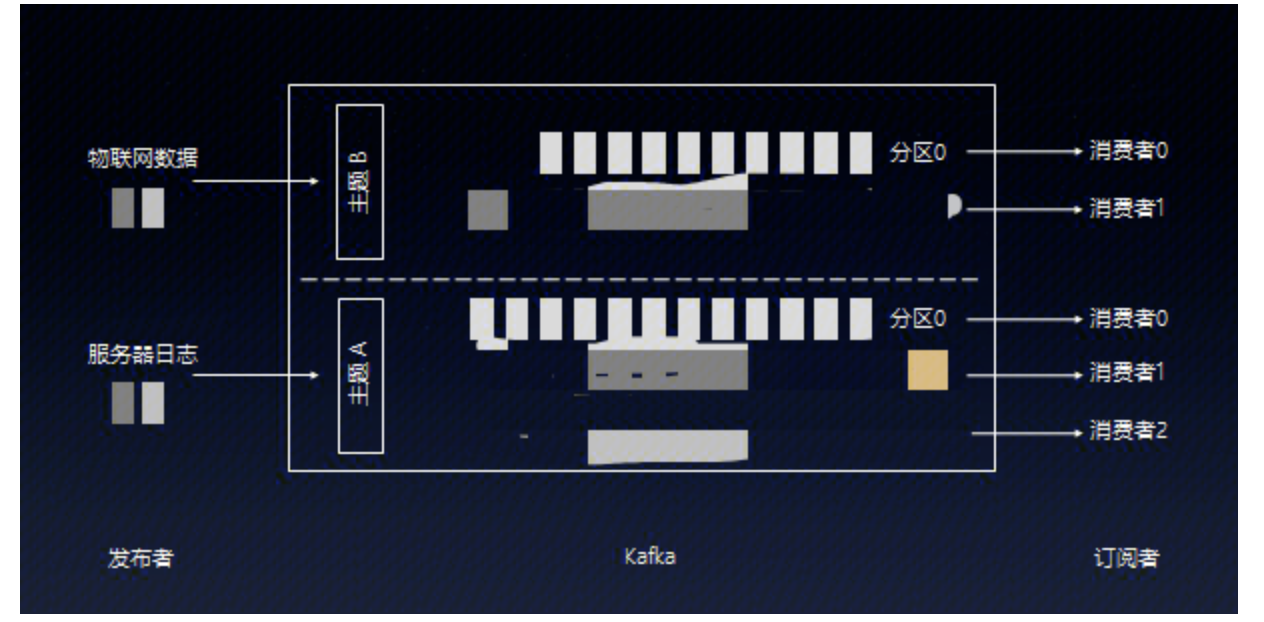 物联网数据
主题 B
分区0
消费者0
消费者1
服务器日志
主题 A
分区0
消费者0
消费者1
消费者2
发布者
Kafka
订阅者